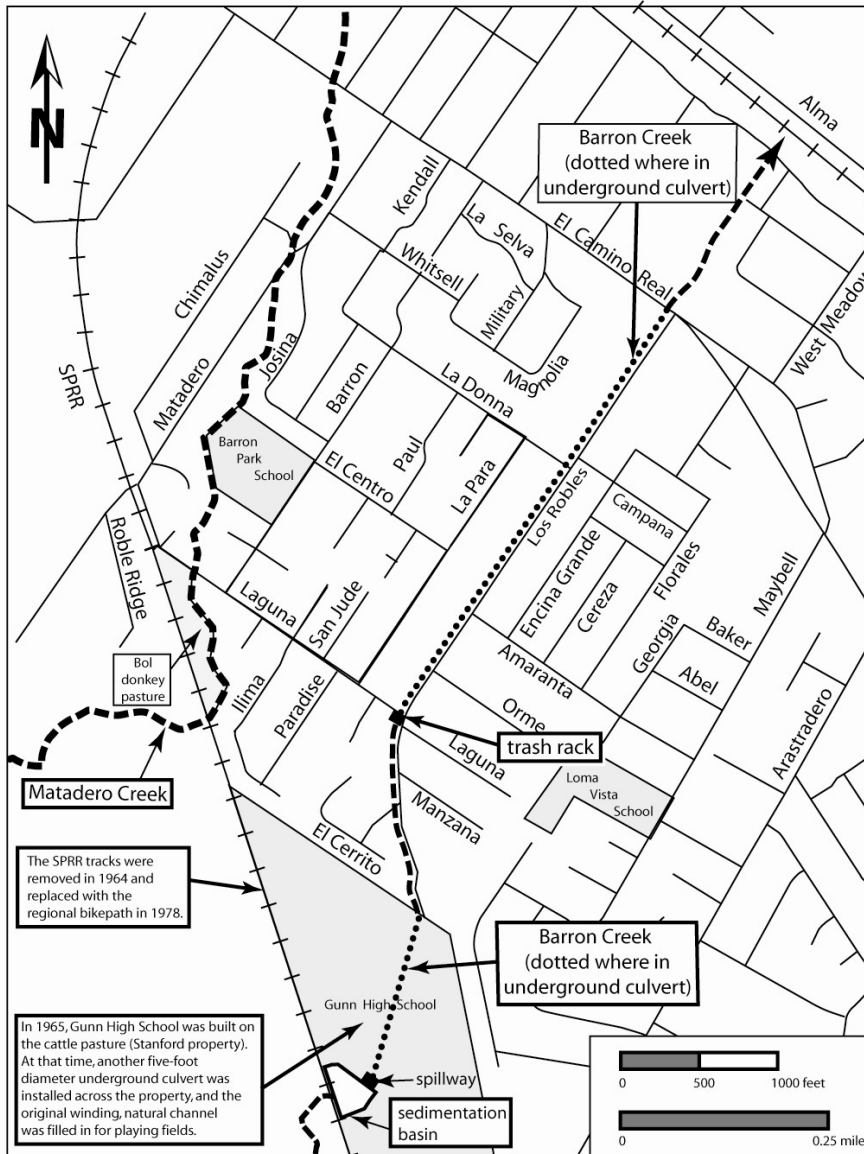 N
Alma
Barron Creek
(dotted where in
underground culvert)
Kendall
La Selva
El Camino Real
Whitsell
Military
Magnolia
West Meadow
Chimalus
SPRR
Matadero
Josina
Barron
La Donna
Barron
Park
School
El Centro
Paul
La Para
Los Robles
Campana
Encina Grande
Cereza
Florales
Maybell
Roble Ridge
Laguna
San Jude
Georgia
Baker
Abel
Amaranta
Bol
donkey
pasture
Ilima
Paradise
Orme
Arastradero
trash rack
Laguna
Loma
Vista
School
Matadero Creek
Manzana
El Cerrito
The SPRR tracks were
removed in 1964 and
replaced with the
regional bikepath in 1978.
Barron Creek
(dotted where in
underground culvert)
Gunn High School
In 1965, Gunn High School was built on
the cattle pasture (Stanford property).
At that time, another five-foot
diameter underground culvert was
installed across the property, and the
original winding, natural channel
was filled in for playing fields.
spillway
sedimentation
basin
0 500 1000 feet
0 0.25 mile